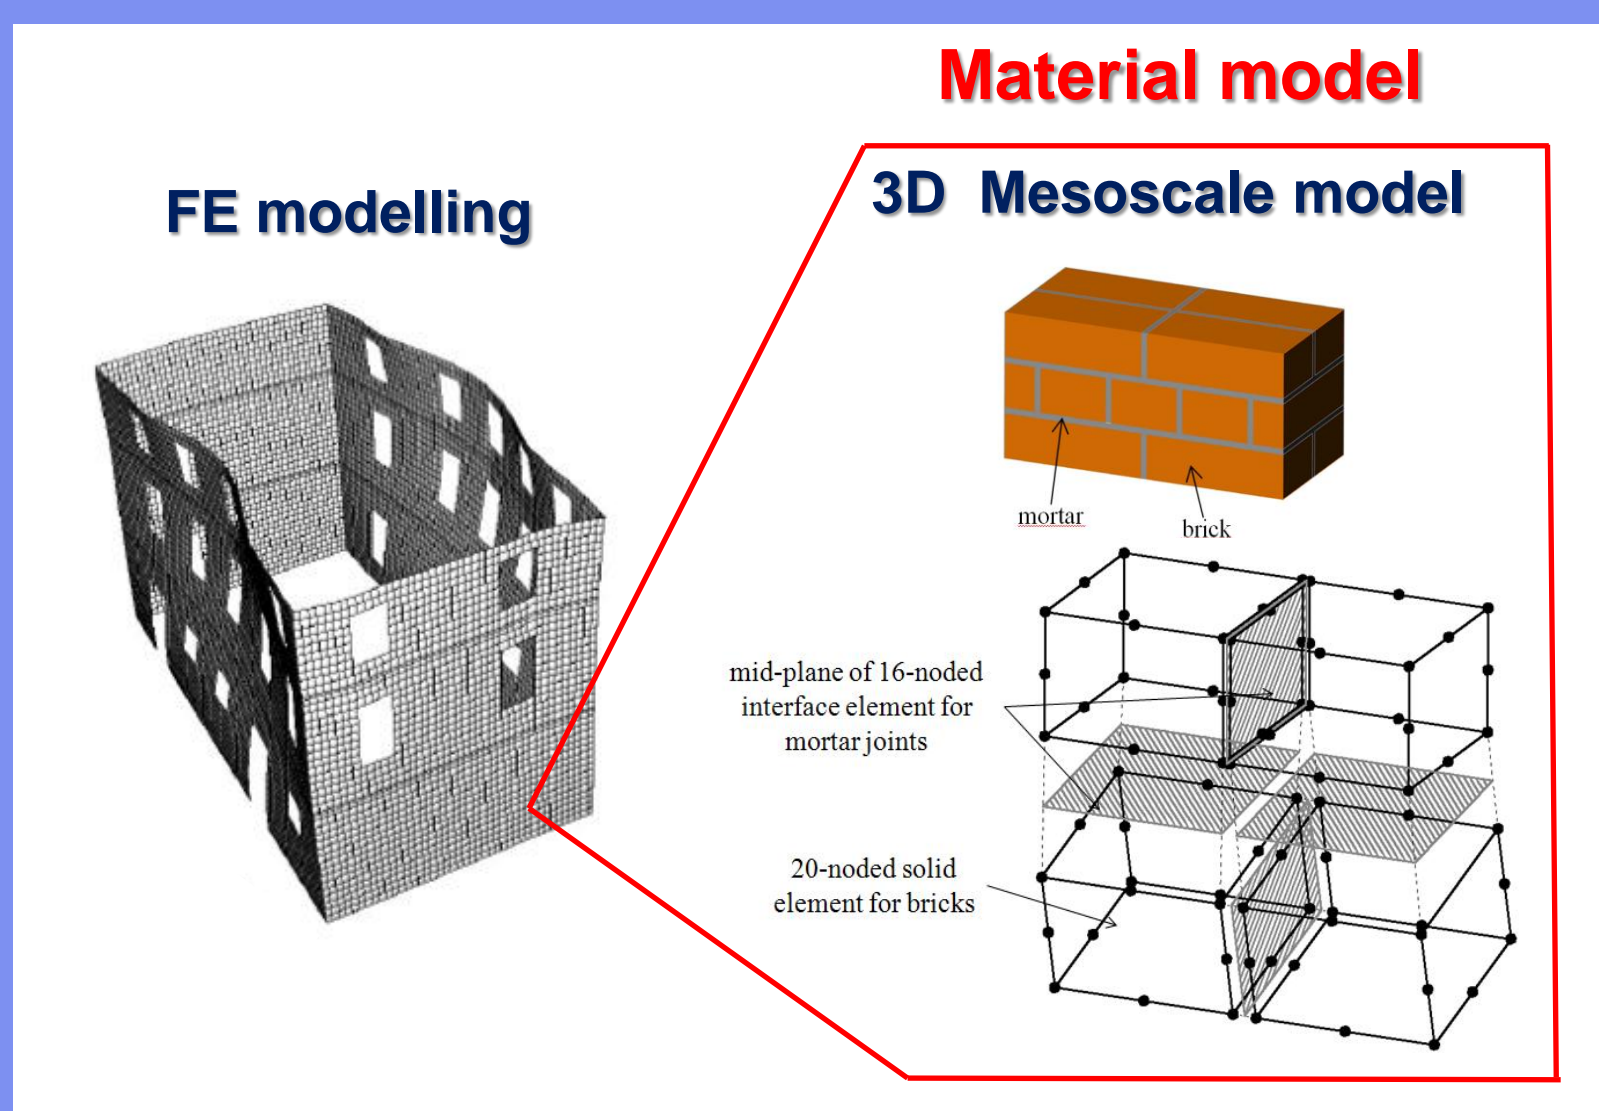 Material model
FE modelling
3D Mesoscale model
mortar
brick
mid-plane of 16-noded
interface element for
mortar joints
20-noded solid
element for bricks